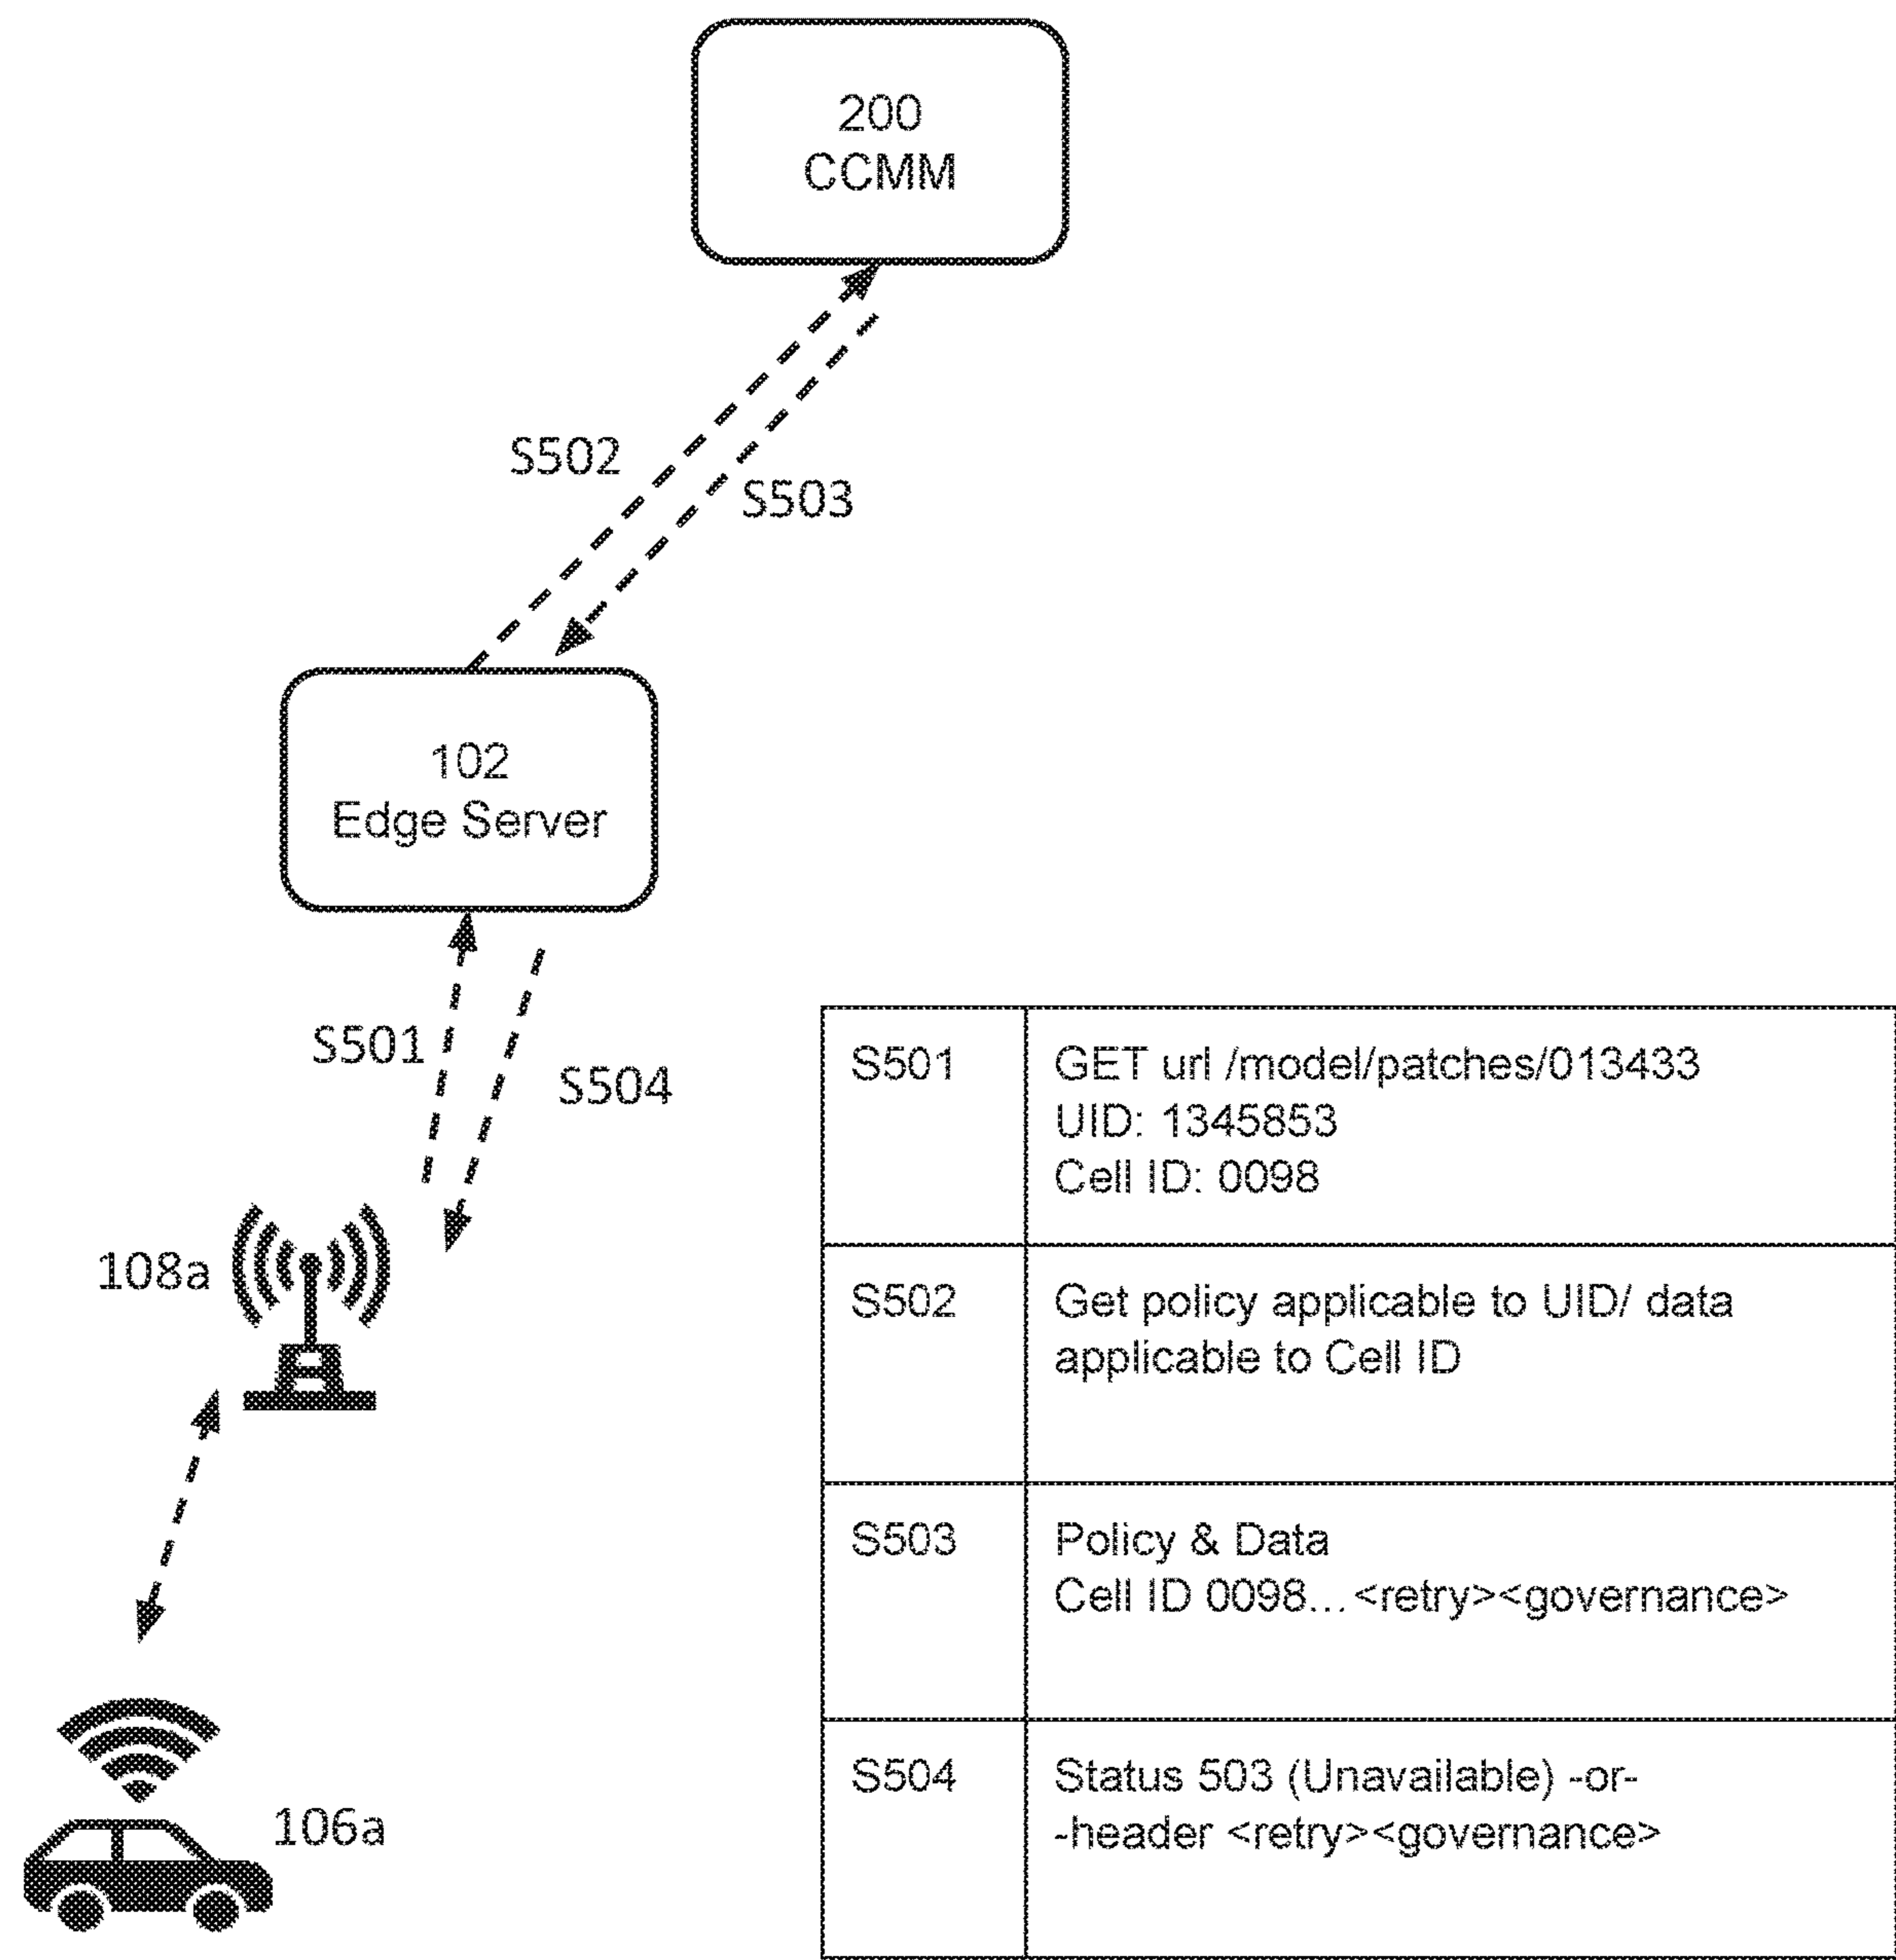 200
CCMM
S502
S503
102
Edge Server
S501
S504
108a
106a
S501
GET url /model/patches/013433
UID: 1345853
Cell ID: 0098
S502
Get policy applicable to UID/ data
applicable to Cell ID
S503
Policy & Data
Cell ID 0098...<retry><governance>
S504
Status 503 (Unavailable) -or-
-header <retry><governance>